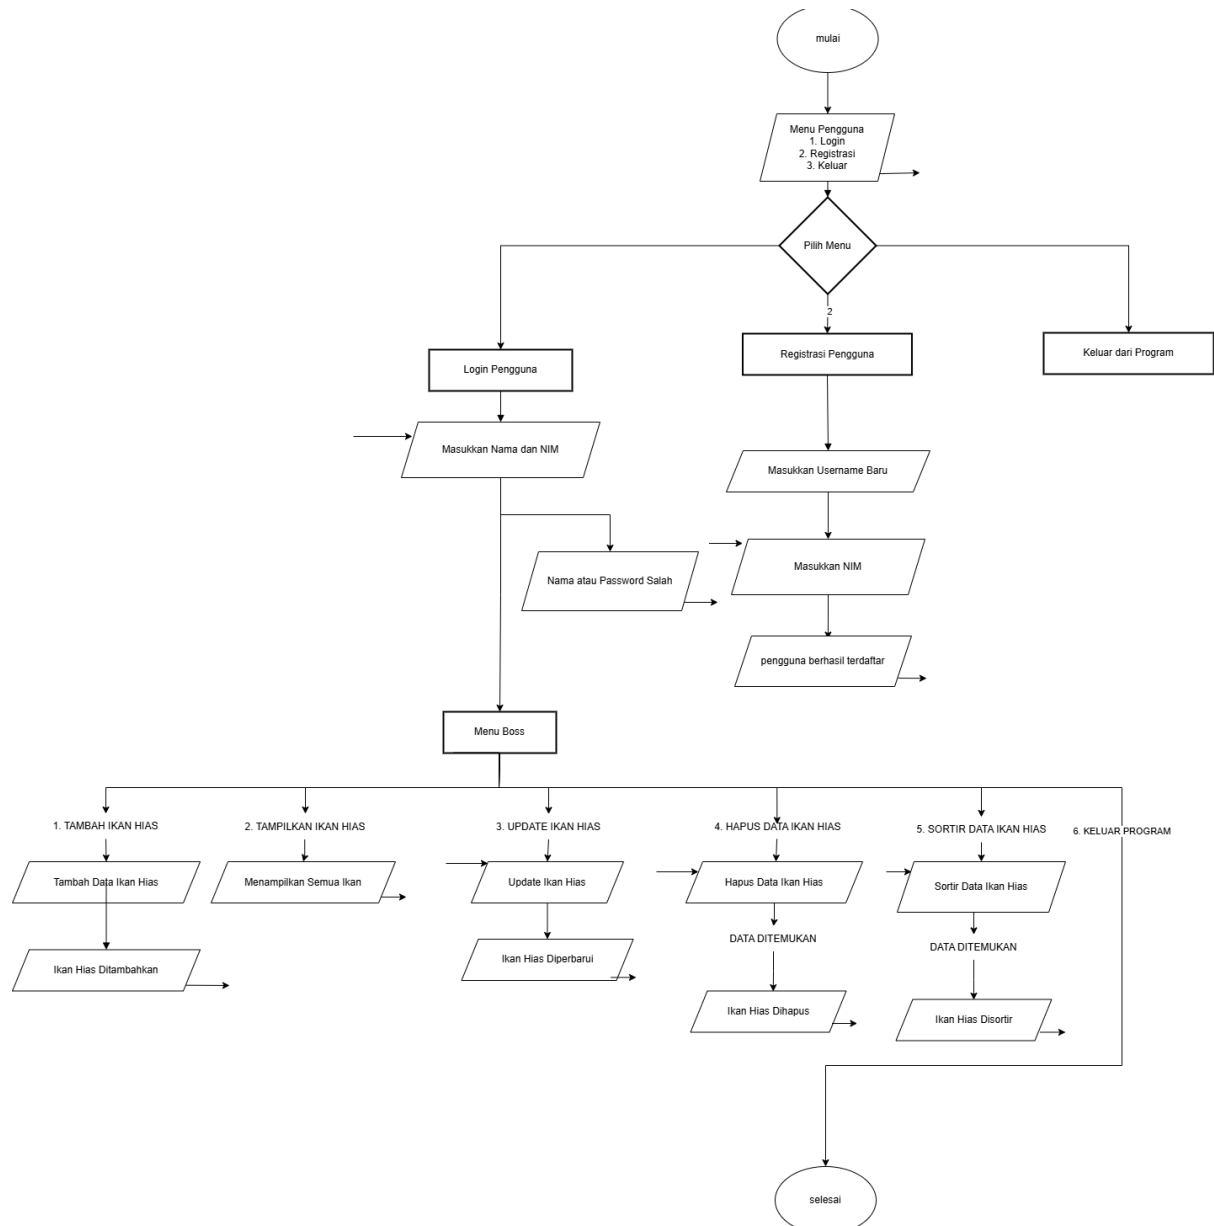 mulai
Menu Pengguna
1. Login
2. Registrasi
3. Keluar
Pilih Menu
2
Login Pengguna
Registrasi Pengguna
Keluar dari Program
Masukkan Nama dan NIM
Masukkan Username Baru
Nama atau Password Salah
Masukkan NIM
pengguna berhasil terdaftar
Menu Boss
1. TAMBAH IKAN HIAS
2. TAMPILKAN IKAN HIAS
3. UPDATE IKAN HIAS
4. HAPUS DATA IKAN HIAS
5. SORTIR DATA IKAN HIAS
6. KELUAR PROGRAM
Tambah Data Ikan Hias
Menampilkan Semua Ikan
Update Ikan Hias
Hapus Data Ikan Hias
Sortir Data Ikan Hias
Ikan Hias Ditambahkan
Ikan Hias Diperbarui
DATA DITEMUKAN
DATA DITEMUKAN
Ikan Hias Dihapus
Ikan Hias Disortir
selesai